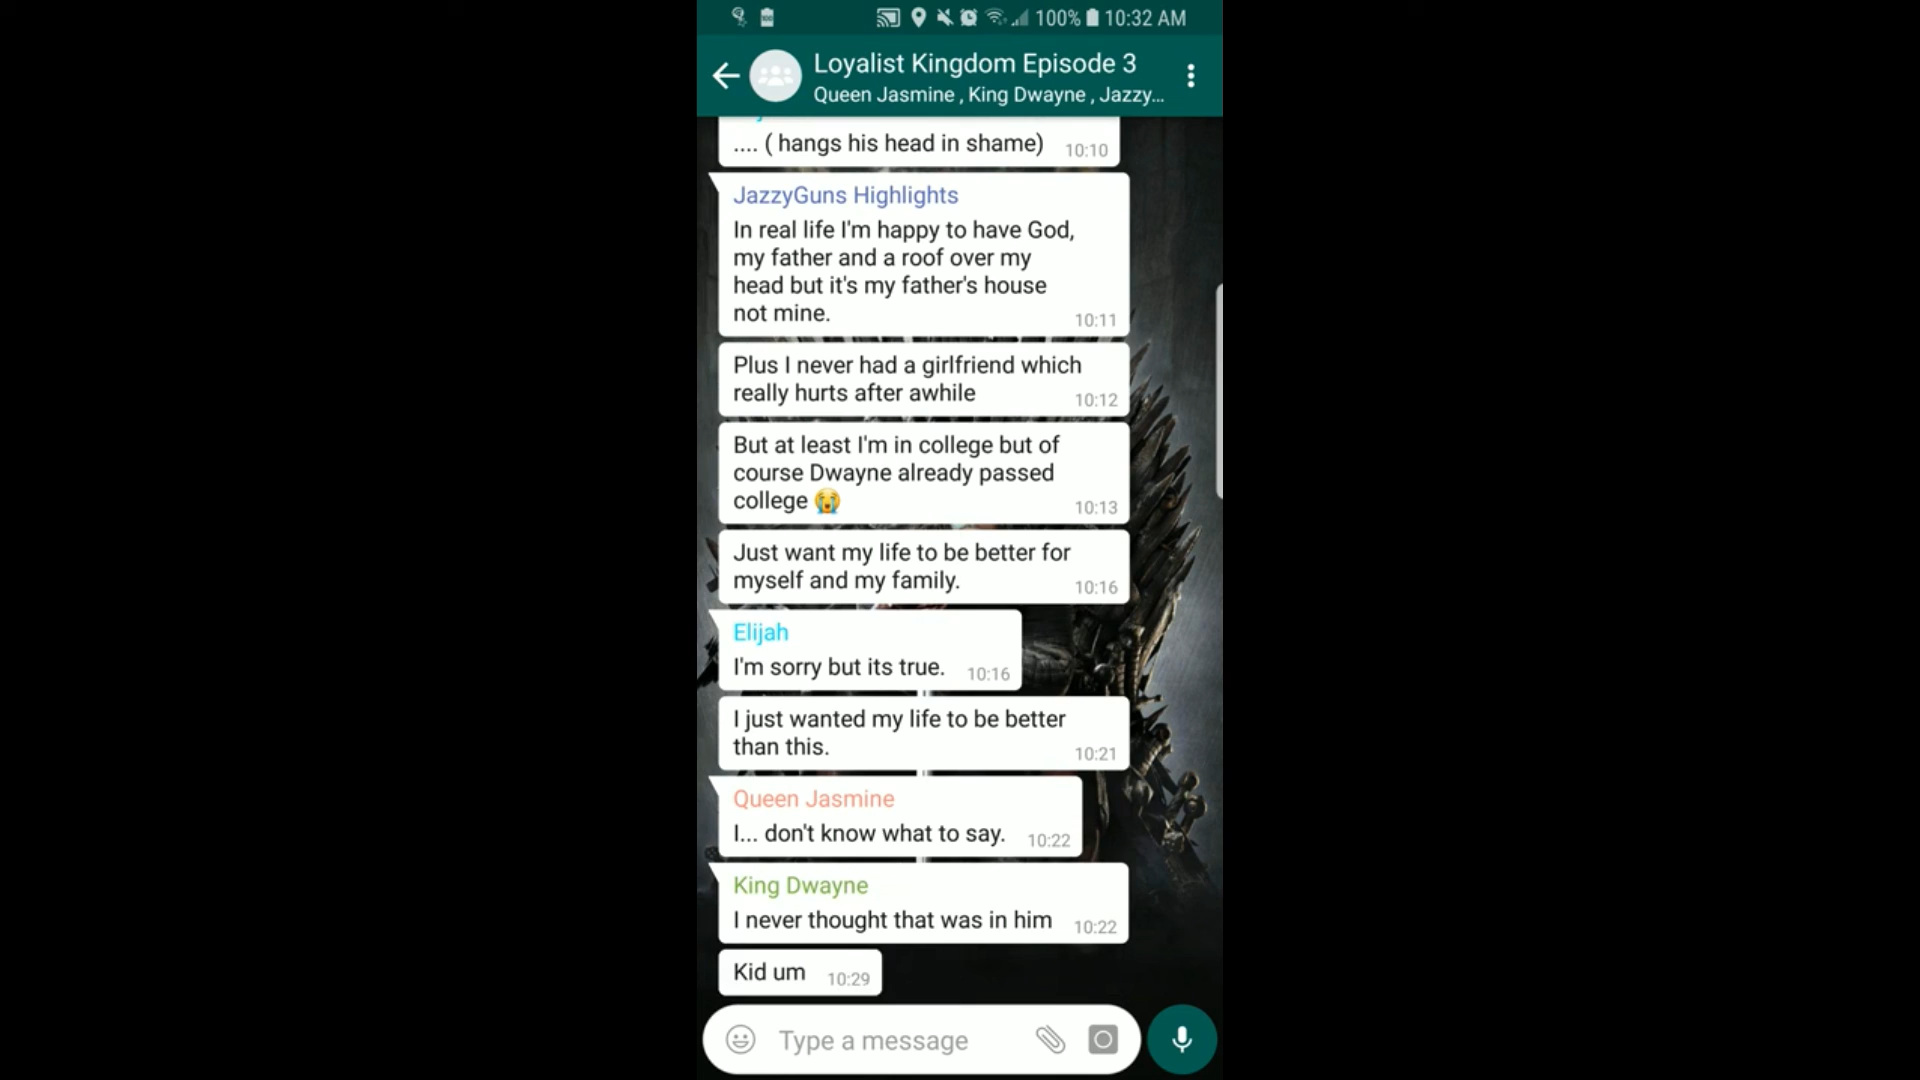 100% 10:32 AM
Loyalist Kingdom Episode 3
Queen Jasmine , King Dwayne , Jazzy...
.... ( hangs his head in shame) 10:10
JazzyGuns Highlights
In real life I'm happy to have God,
my father and a roof over my
head but it's my father's house
not mine. 10:11
Plus I never had a girlfriend which
really hurts after awhile 10:12
But at least I'm in college but of
course Dwayne already passed
college 😭 10:13
Just want my life to be better for
myself and my family. 10:16
Elijah
I'm sorry but its true. 10:16
I just wanted my life to be better
than this. 10:21
Queen Jasmine
I... don't know what to say. 10:22
King Dwayne
I never thought that was in him 10:22
Kid um 10:29
Type a message